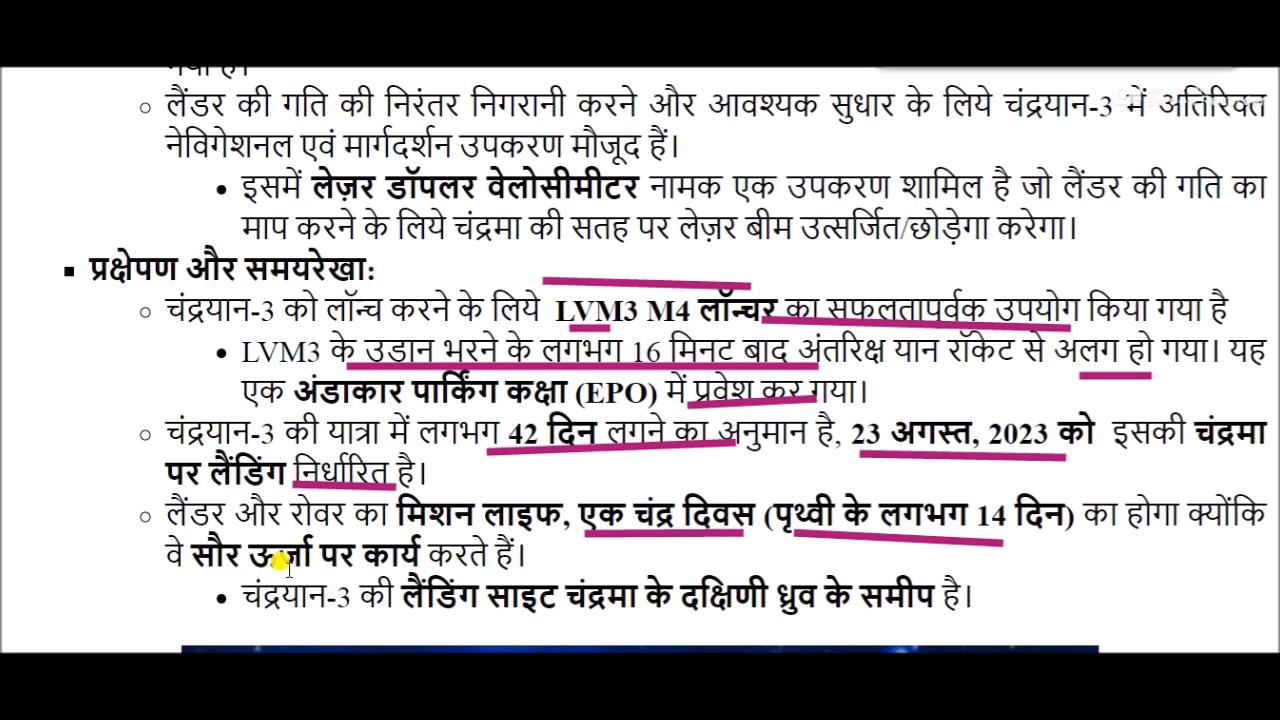 गया है।
लैंडर की गति की निरंतर निगरानी करने और आवश्यक सुधार के लिये चंद्रयान-3 में अतिरिक्त
नेविगेशनल एवं मार्गदर्शन उपकरण मौजूद हैं।
इसमें लेज़र डॉपलर वेलोसीमीटर नामक एक उपकरण शामिल है जो लैंडर की गति का
माप करने के लिये चंद्रमा की सतह पर लेज़र बीम उत्सर्जित/छोड़ेगा करेगा।
प्रक्षेपण और समयरेखा:
चंद्रयान-3 को लॉन्च करने के लिये LVM3 M4 लॉन्चर का सफलतापूर्वक उपयोग किया गया है
LVM3 के उडान भरने के लगभग 16 मिनट बाद अंतरिक्ष यान रॉकेट से अलग हो गया। यह
एक अंडाकार पार्किंग कक्षा (EPO) में प्रवेश कर गया।
चंद्रयान-3 की यात्रा में लगभग 42 दिन लगने का अनुमान है, 23 अगस्त, 2023 को इसकी चंद्रमा
पर लैंडिंग निर्धारित है।
लैंडर और रोवर का मिशन लाइफ, एक चंद्र दिवस (पृथ्वी के लगभग 14 दिन) का होगा क्योंकि
वे सौर ऊर्जा पर कार्य करते हैं।
चंद्रयान-3 की लैंडिंग साइट चंद्रमा के दक्षिणी ध्रुव के समीप है।